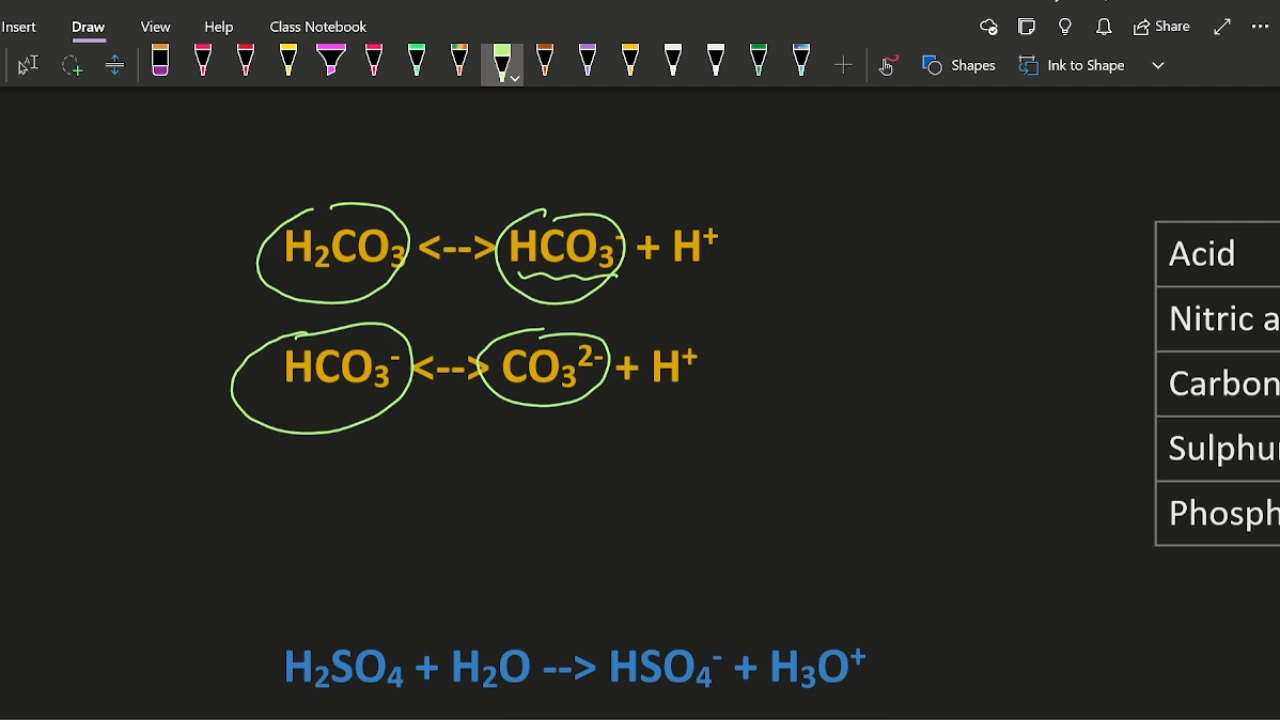 Insert Draw View Help Class Notebook Share
Shapes Ink to Shape
H₂CO₃ <--> HCO₃⁻ + H⁺
HCO₃⁻ <--> CO₃²⁻ + H⁺
Acid
Nitric a
Carbon
Sulphu
Phosph
H₂SO₄ + H₂O --> HSO₄⁻ + H₃O⁺